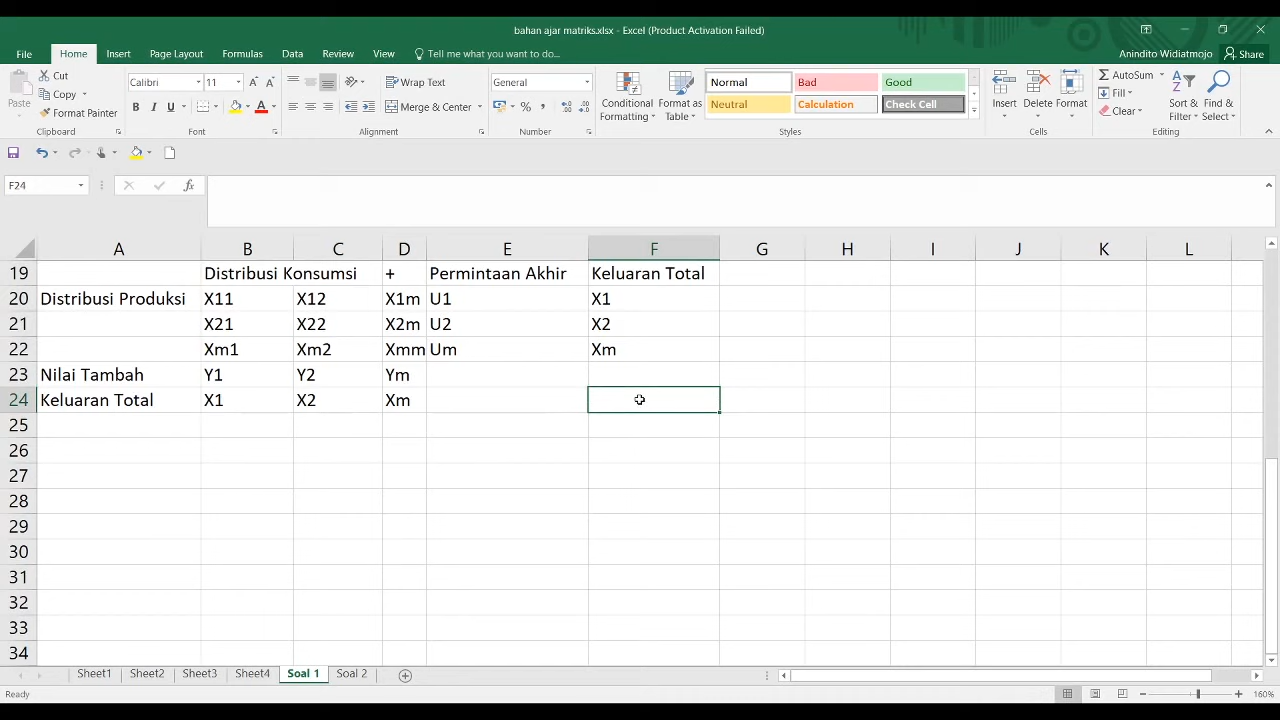 bahan ajar matriks.xlsx - Excel (Product Activation Failed)
File Home Insert Page Layout Formulas Data Review View Tell me what you want to do... Anindito Widiatmojo Share
Paste
Cut
Copy
Format Painter
Clipboard
Calibri 11
B I U
Font
Wrap Text
Merge & Center
Alignment
General
%
Number
Conditional Formatting
Format as Table
Normal Bad Good
Neutral Calculation Check Cell
Styles
Insert Delete Format
Cells
AutoSum
Fill
Clear
Sort & Filter
Find & Select
Editing
F24 fx
A B C D E F G H I J K L
19 Distribusi Konsumsi + Permintaan Akhir Keluaran Total
20 Distribusi Produksi X11 X12 X1m U1 X1
21 X21 X22 X2m U2 X2
22 Xm1 Xm2 Xmm Um Xm
23 Nilai Tambah Y1 Y2 Ym
24 Keluaran Total X1 X2 Xm
25
26
27
28
29
30
31
32
33
34
Sheet1 Sheet2 Sheet3 Sheet4 Soal 1 Soal 2
Ready 160%